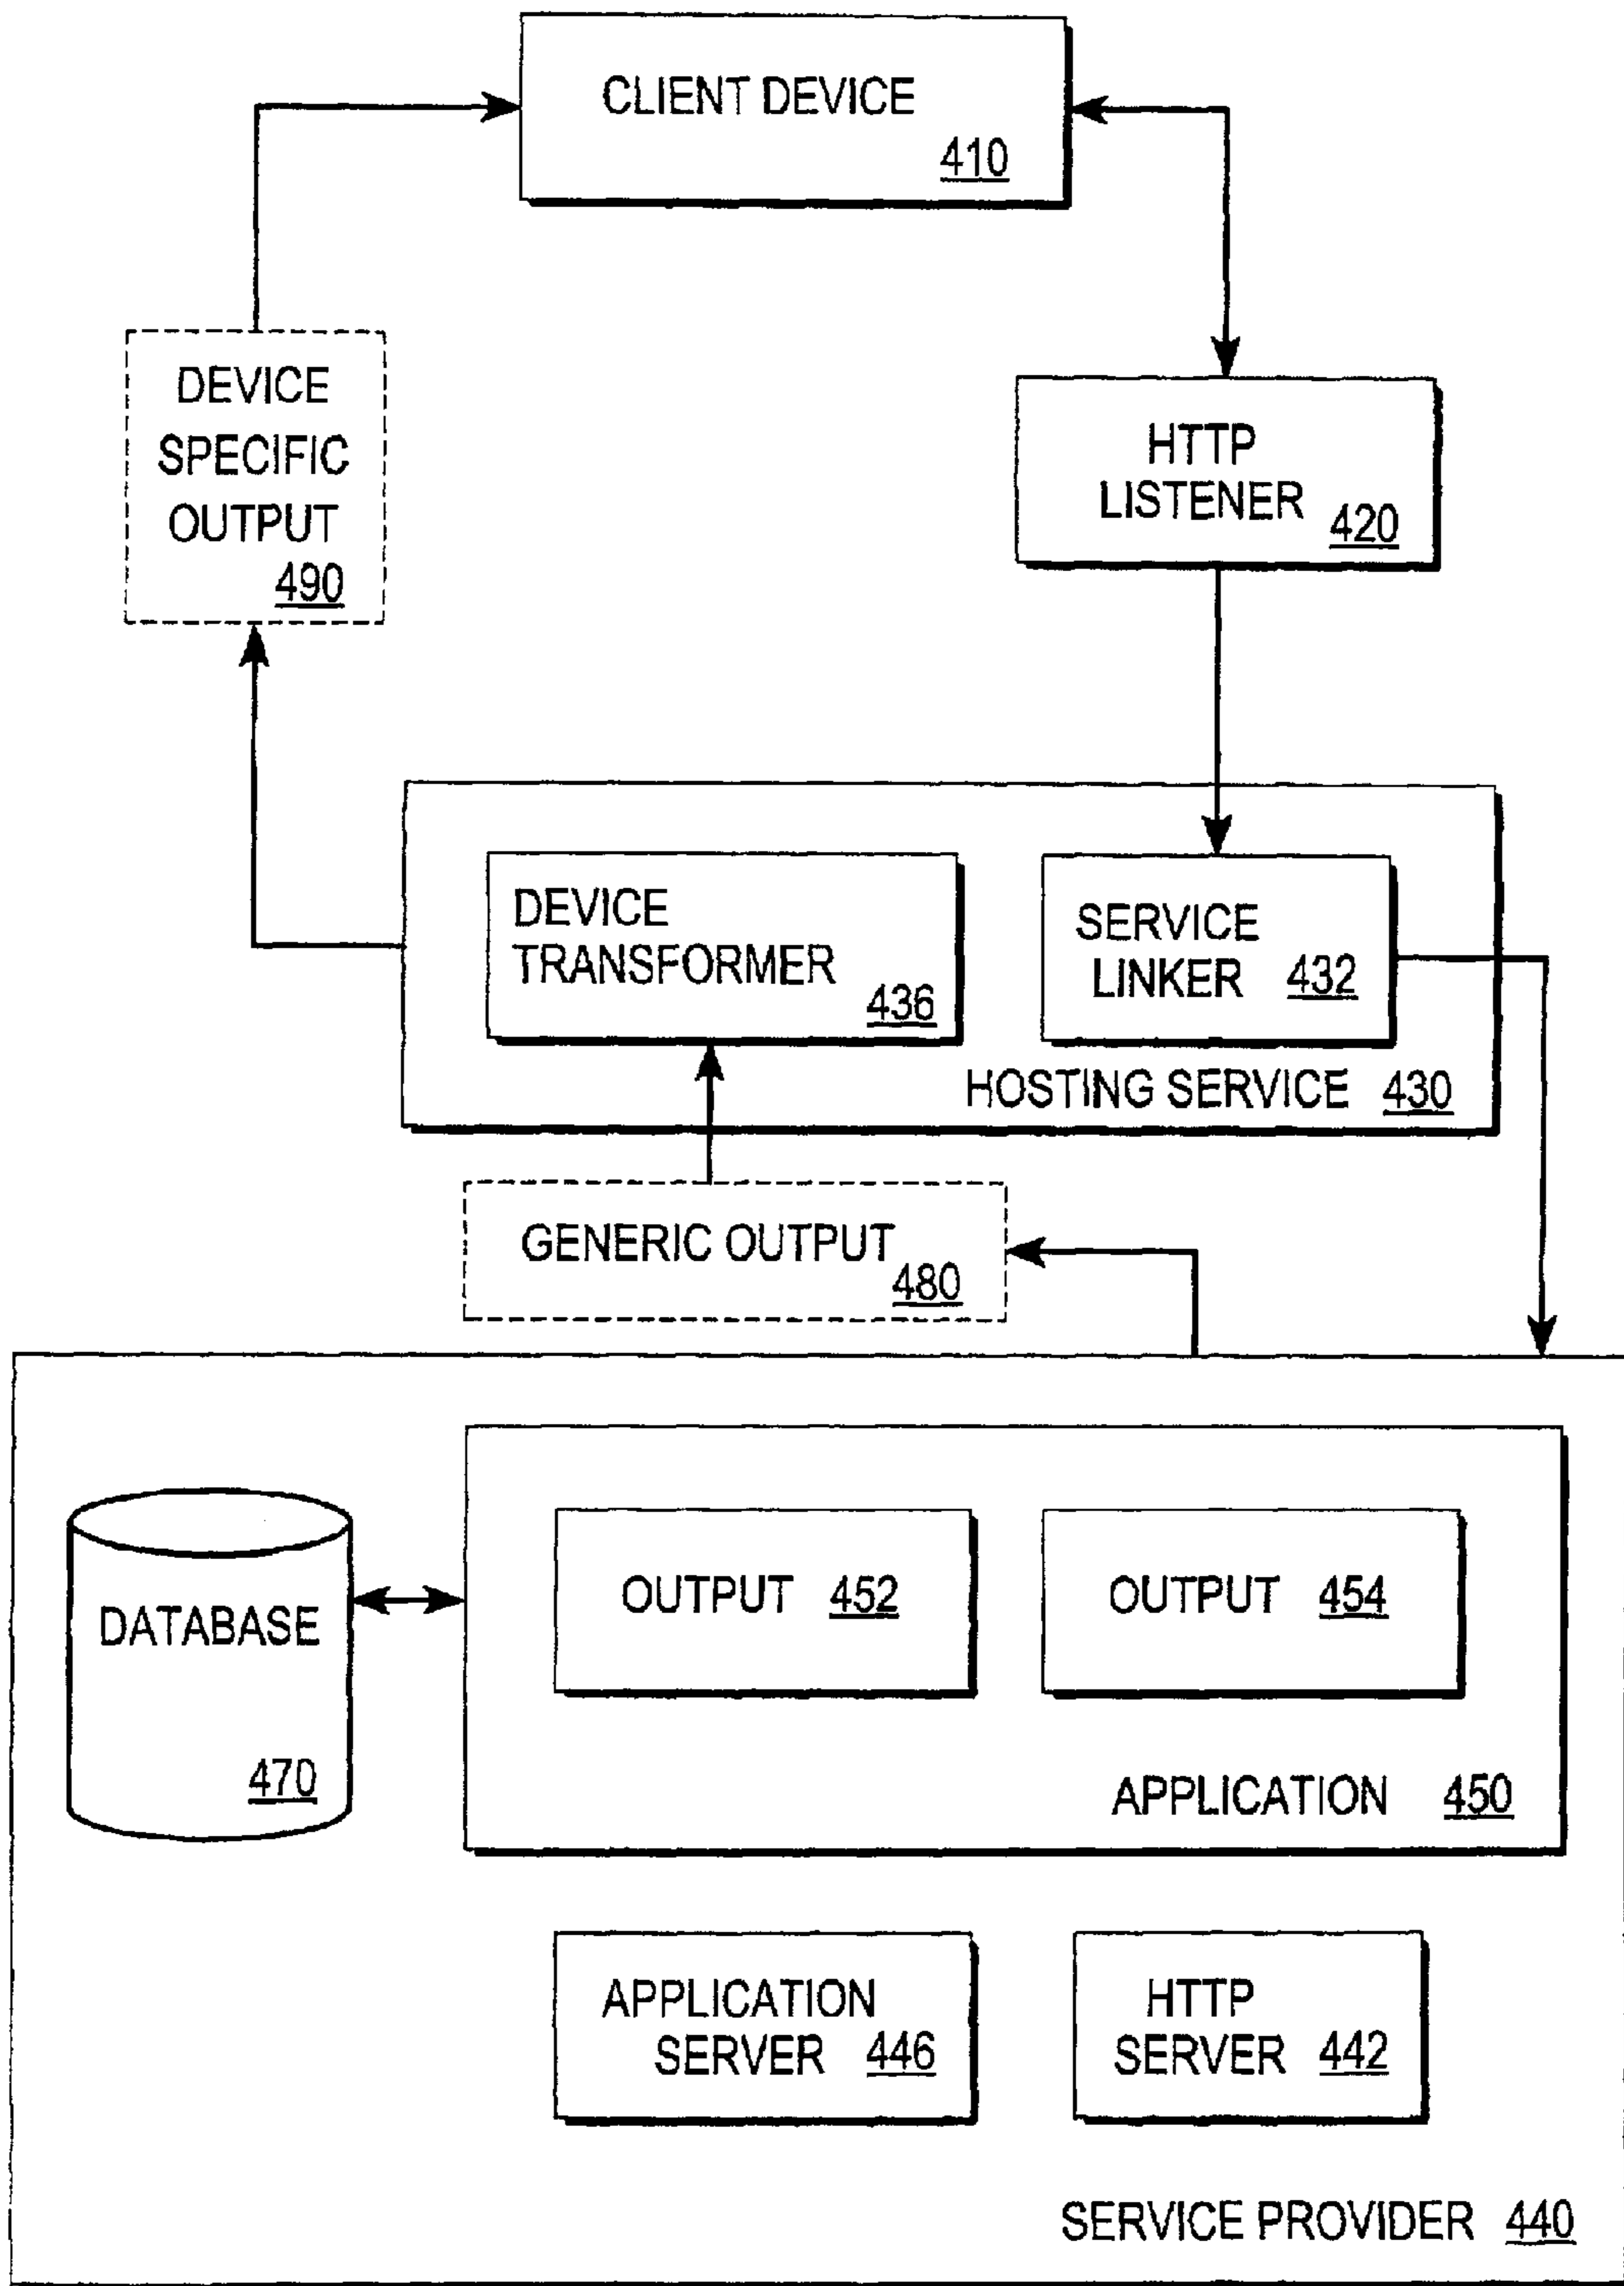 CLIENT DEVICE
410
DEVICE
SPECIFIC
OUTPUT
490
HTTP
LISTENER
420
DEVICE
TRANSFORMER
436
SERVICE
LINKER 432
HOSTING SERVICE 430
GENERIC OUTPUT
480
DATABASE
470
OUTPUT 452
OUTPUT 454
APPLICATION 450
APPLICATION
SERVER 446
HTTP
SERVER 442
SERVICE PROVIDER 440